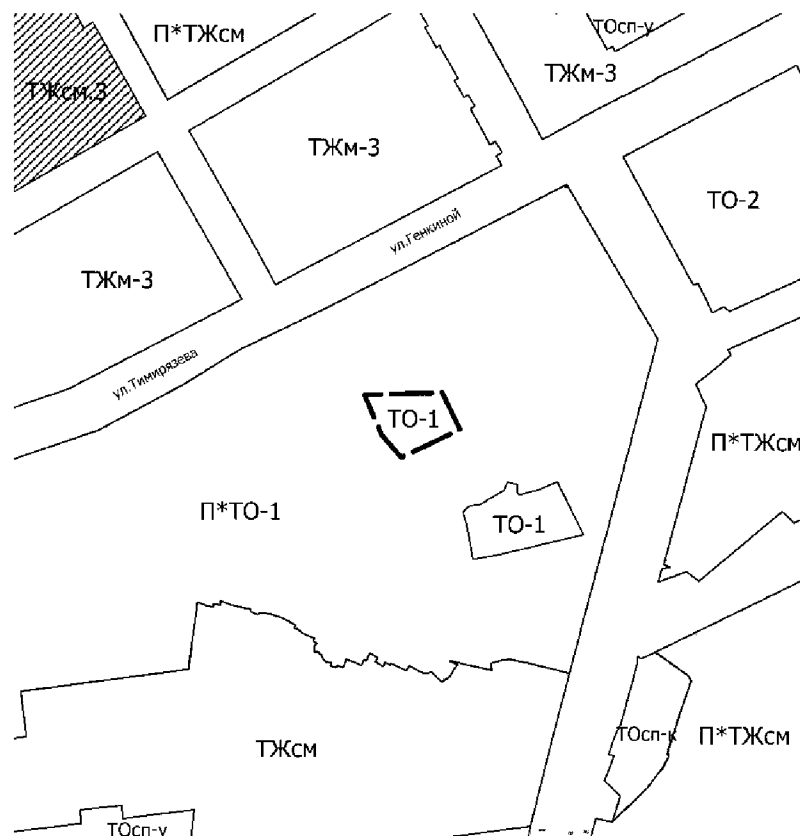 П*ТЖсм
ТОсп-у
ТЖм-3
ТЖсм.3
ТЖм-3
ТО-2
ул.Генкиной
ТЖм-3
ул.Тимирязева
ТО-1
П*ТЖсм
П*ТО-1
ТО-1
ТЖсм
ТОсп-к
П*ТЖсм
ТОсп-у